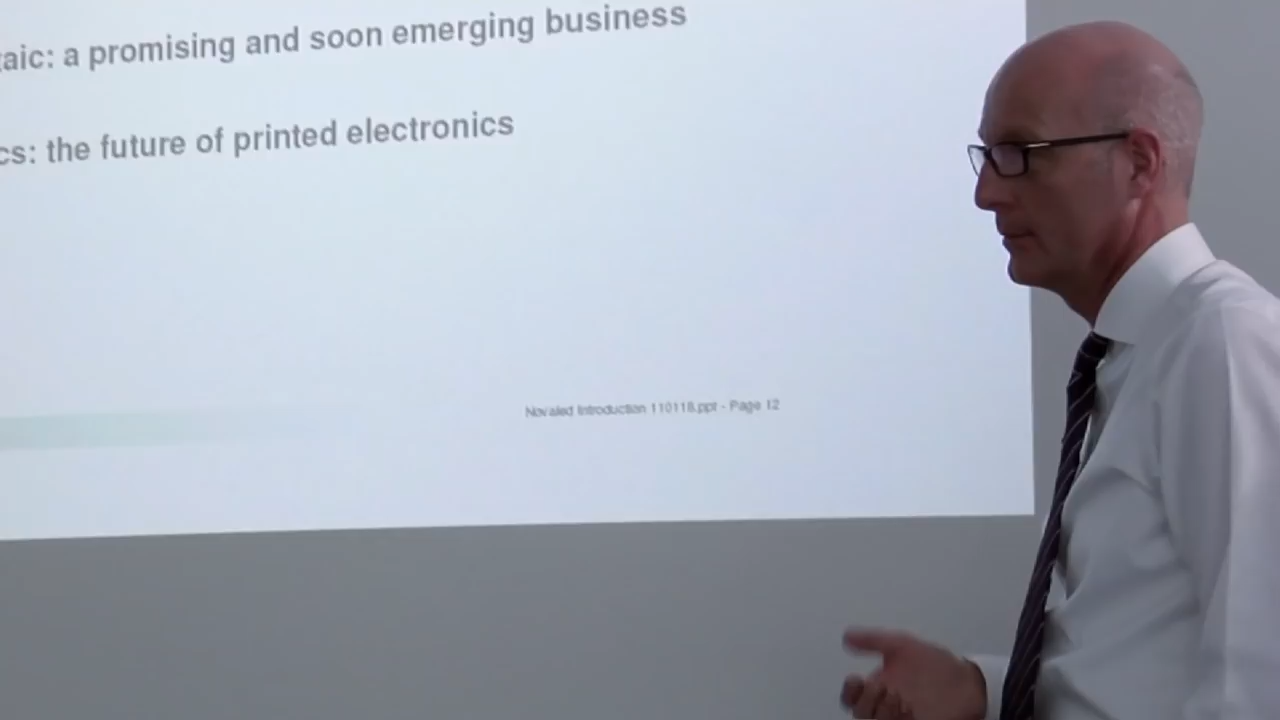 taic: a promising and soon emerging business
cs: the future of printed electronics
Novaled Introduction 110118.ppt - Page 12